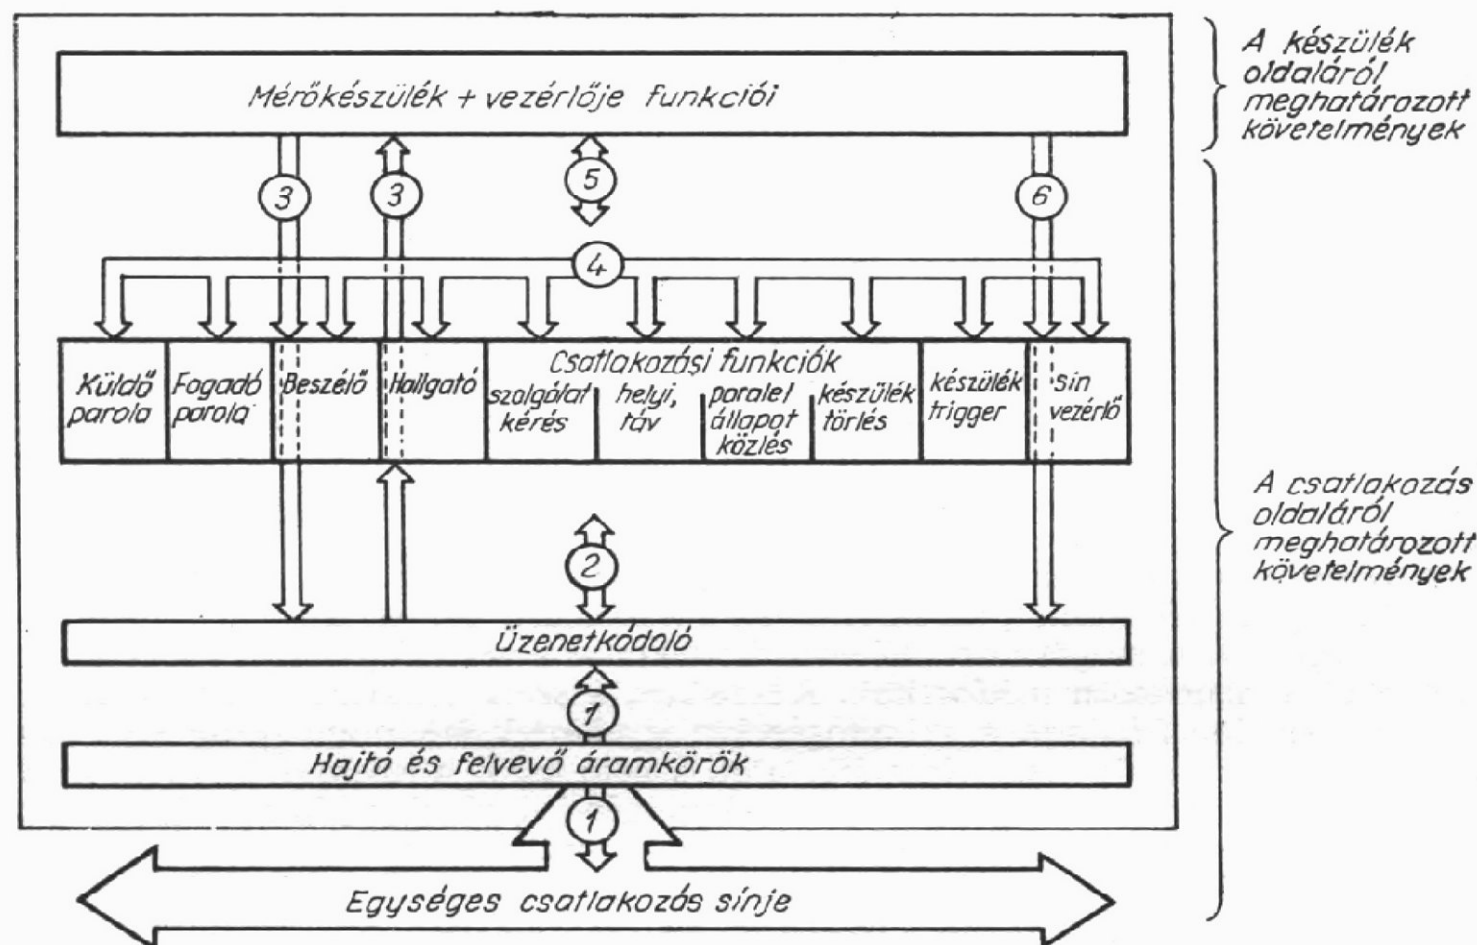 A készülék
oldaláról
meghatározott
követelmények
Mérőkészülék + vezérlője funkciói
3
3
5
6
4
Csatlakozási funkciók
Küldő
parola
Fogadó
parola
Beszélő
Hallgató
szolgálat
kérés
helyi,
táv
paralel
állapot
közlés
készülék
törlés
készülék
trigger
sín
vezérlő
A csatlakozás
oldaláról
meghatározott
követelmények
2
Üzenetkódoló
1
Hajtó és felvevő áramkörök
1
Egységes csatlakozás sínje